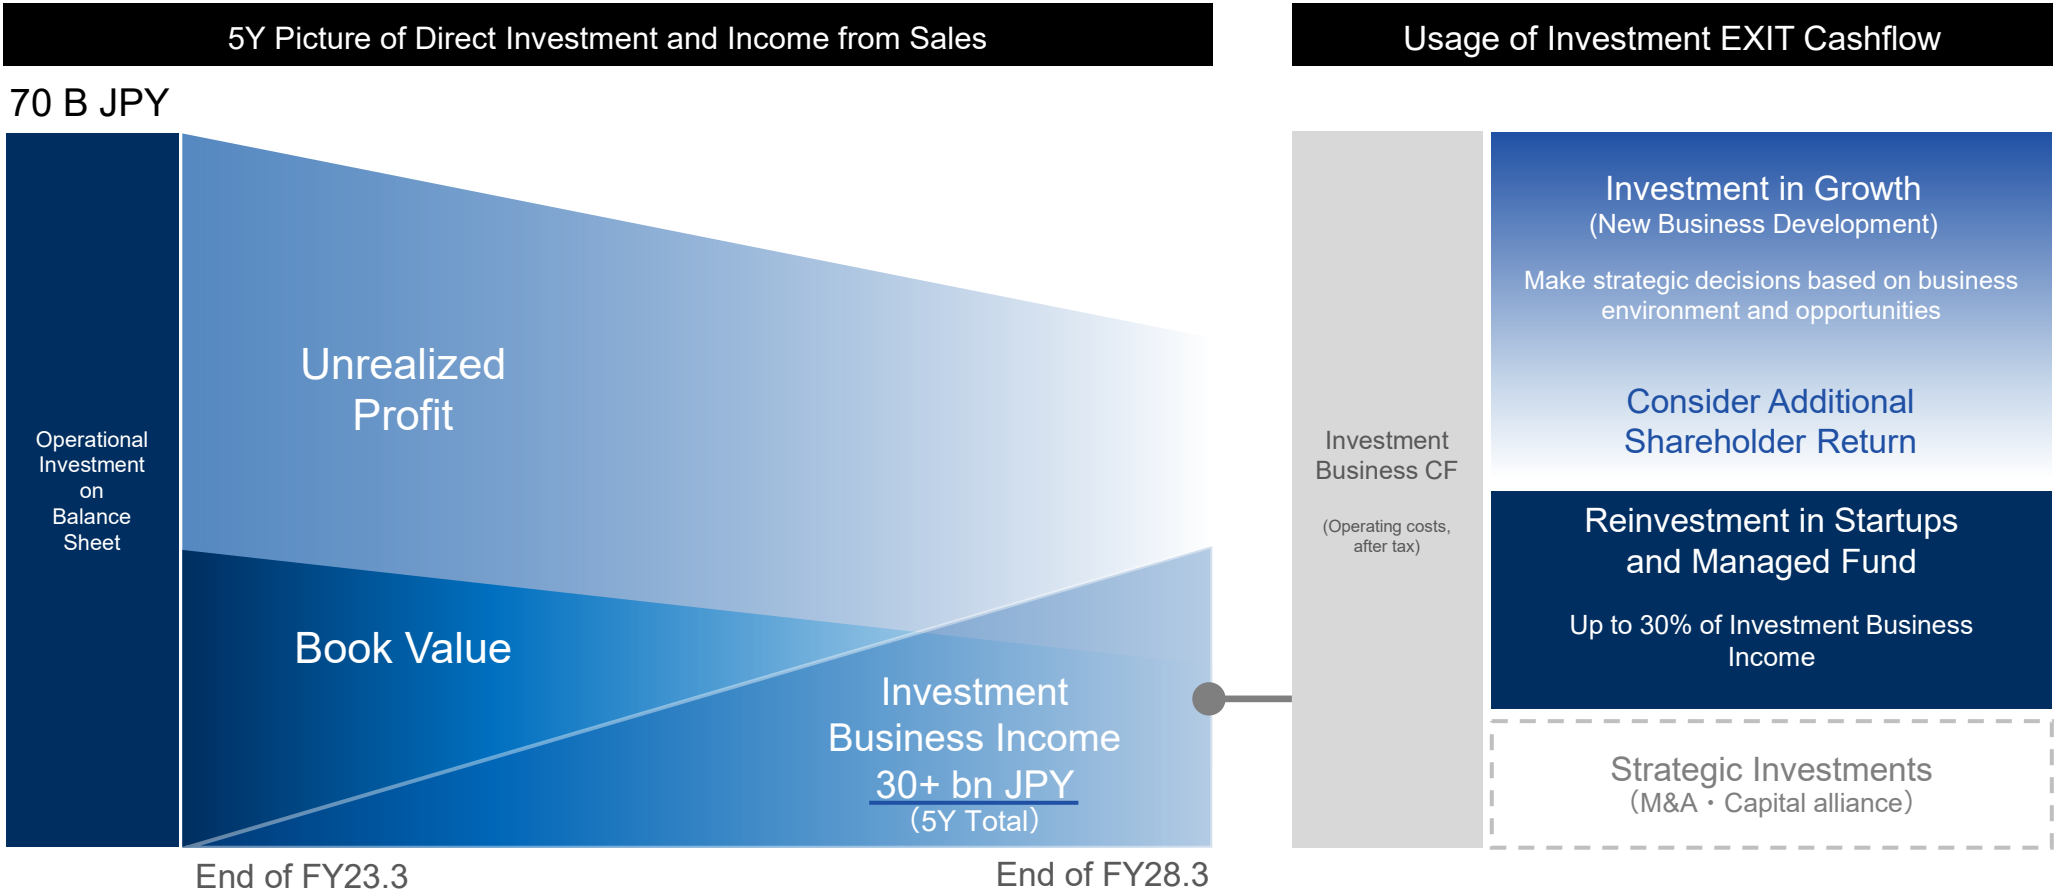 5Y Picture of Direct Investment and Income from Sales
70 B JPY
Operational
Investment
on
Balance
Sheet
Unrealized
Profit
Book Value
Investment
Business Income
30+ bn JPY
（5Y Total）
End of FY23.3
End of FY28.3
Usage of Investment EXIT Cashflow
Investment
Business CF
(Operating costs,
after tax)
Investment in Growth
(New Business Development)
Make strategic decisions based on business
environment and opportunities
Consider Additional
Shareholder Return
Reinvestment in Startups
and Managed Fund
Up to 30% of Investment Business
Income
Strategic Investments
（M&A・Capital alliance）